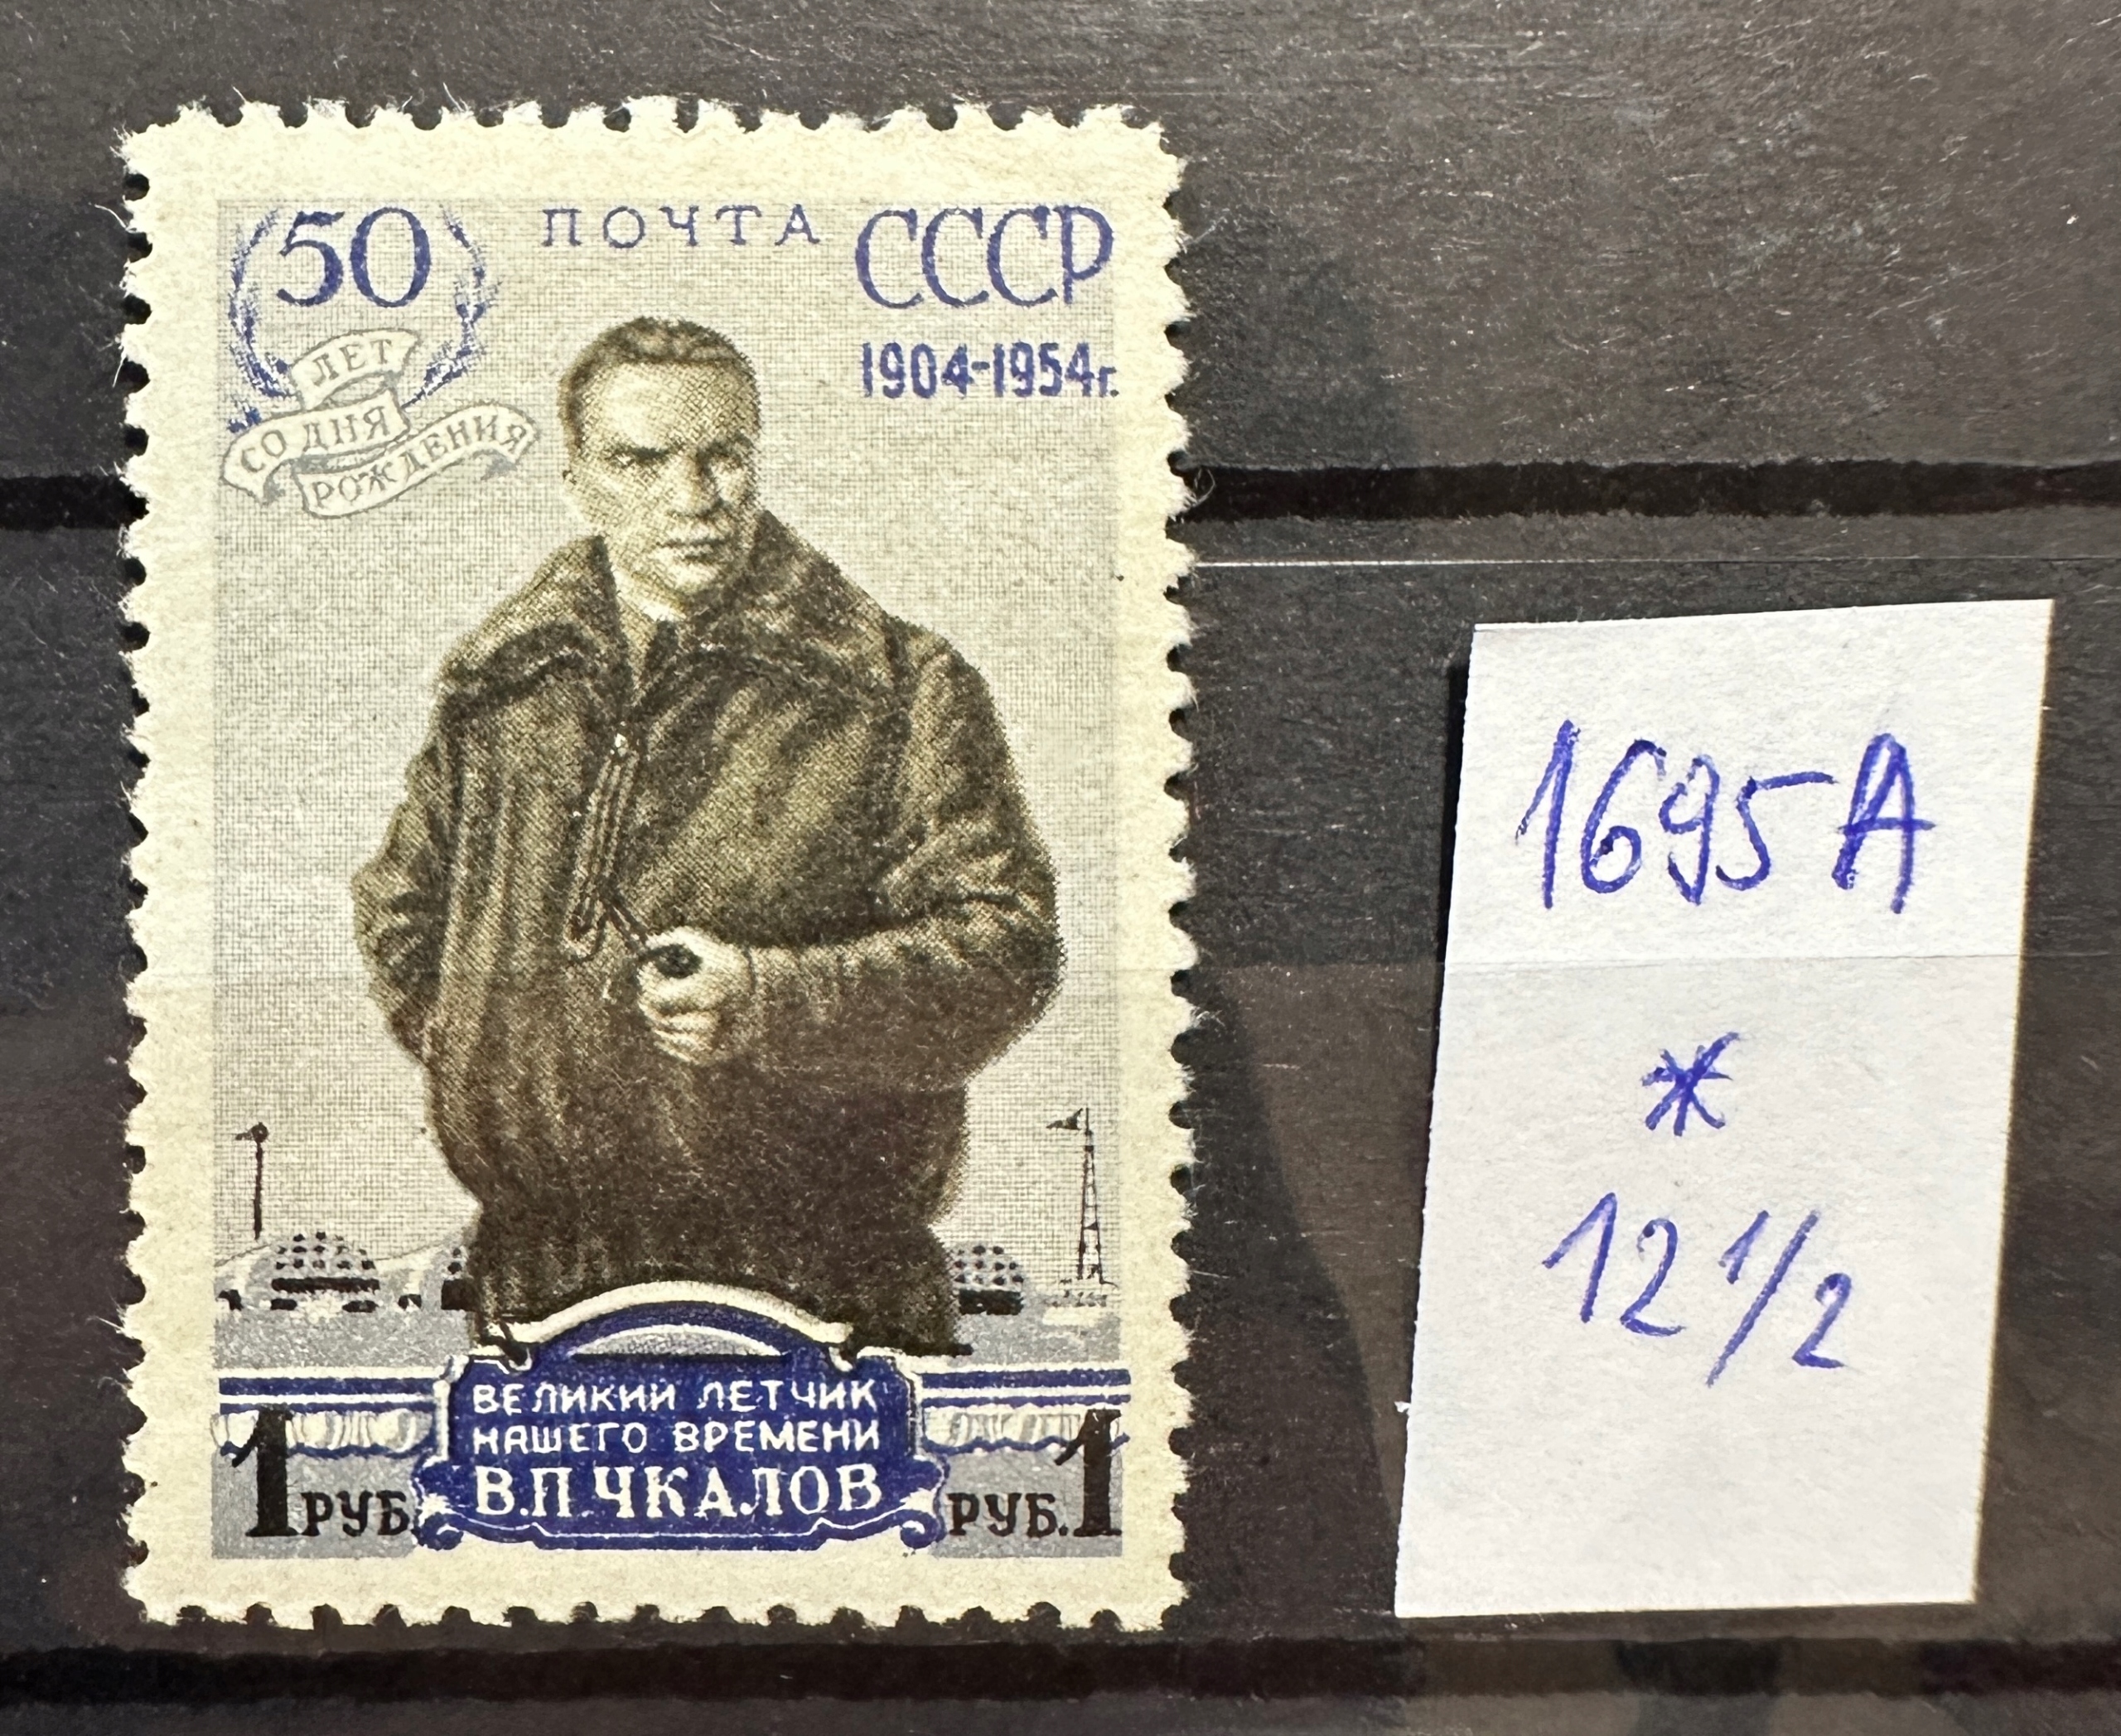 50 ПОЧТА СССР
1904-1954г.
ЛЕТ
СО ДНЯ
РОЖДЕНИЯ
ВЕЛИКИЙ ЛЕТЧИК
НАШЕГО ВРЕМЕНИ
В.П.ЧКАЛОВ
1 РУБ.
РУБ. 1
1695A
*
12 1/2